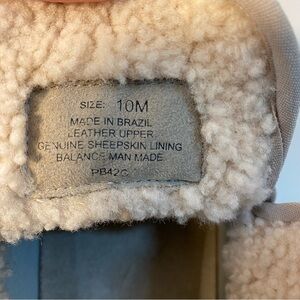 SIZE: 10M
MADE IN BRAZIL
LEATHER UPPER
GENUINE SHEEPSKIN LINING
BALANCE MAN MADE
PB42C